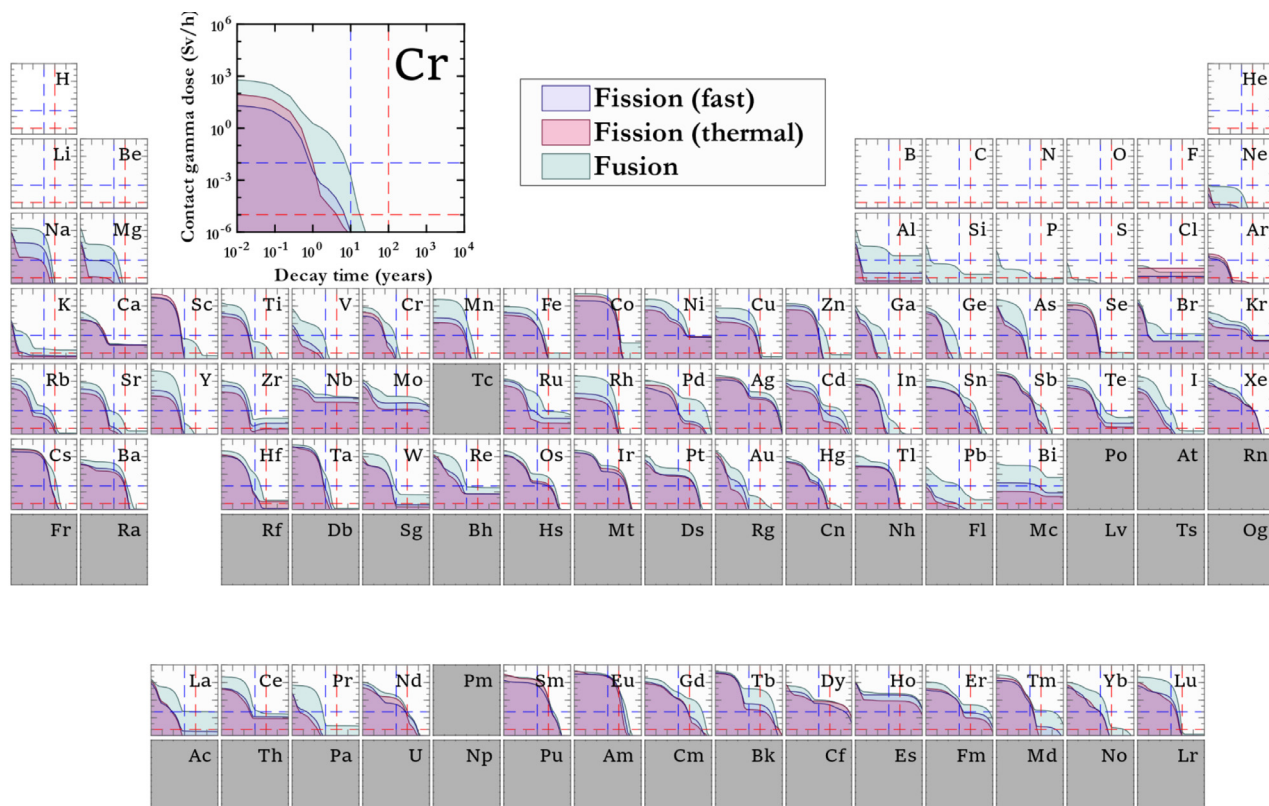 Contact gamma dose (Sv/h)
10^6
10^3
10^0
10^-3
10^-6
10^-2 10^-1 10^0 10^1 10^2 10^3 10^4
Decay time (years)
Cr
Fission (fast)
Fission (thermal)
Fusion
H He
Li Be B C N O F Ne
Na Mg Al Si P S Cl Ar
K Ca Sc Ti V Cr Mn Fe Co Ni Cu Zn Ga Ge As Se Br Kr
Rb Sr Y Zr Nb Mo Tc Ru Rh Pd Ag Cd In Sn Sb Te I Xe
Cs Ba Hf Ta W Re Os Ir Pt Au Hg Tl Pb Bi Po At Rn
Fr Ra Rf Db Sg Bh Hs Mt Ds Rg Cn Nh Fl Mc Lv Ts Og
La Ce Pr Nd Pm Sm Eu Gd Tb Dy Ho Er Tm Yb Lu
Ac Th Pa U Np Pu Am Cm Bk Cf Es Fm Md No Lr